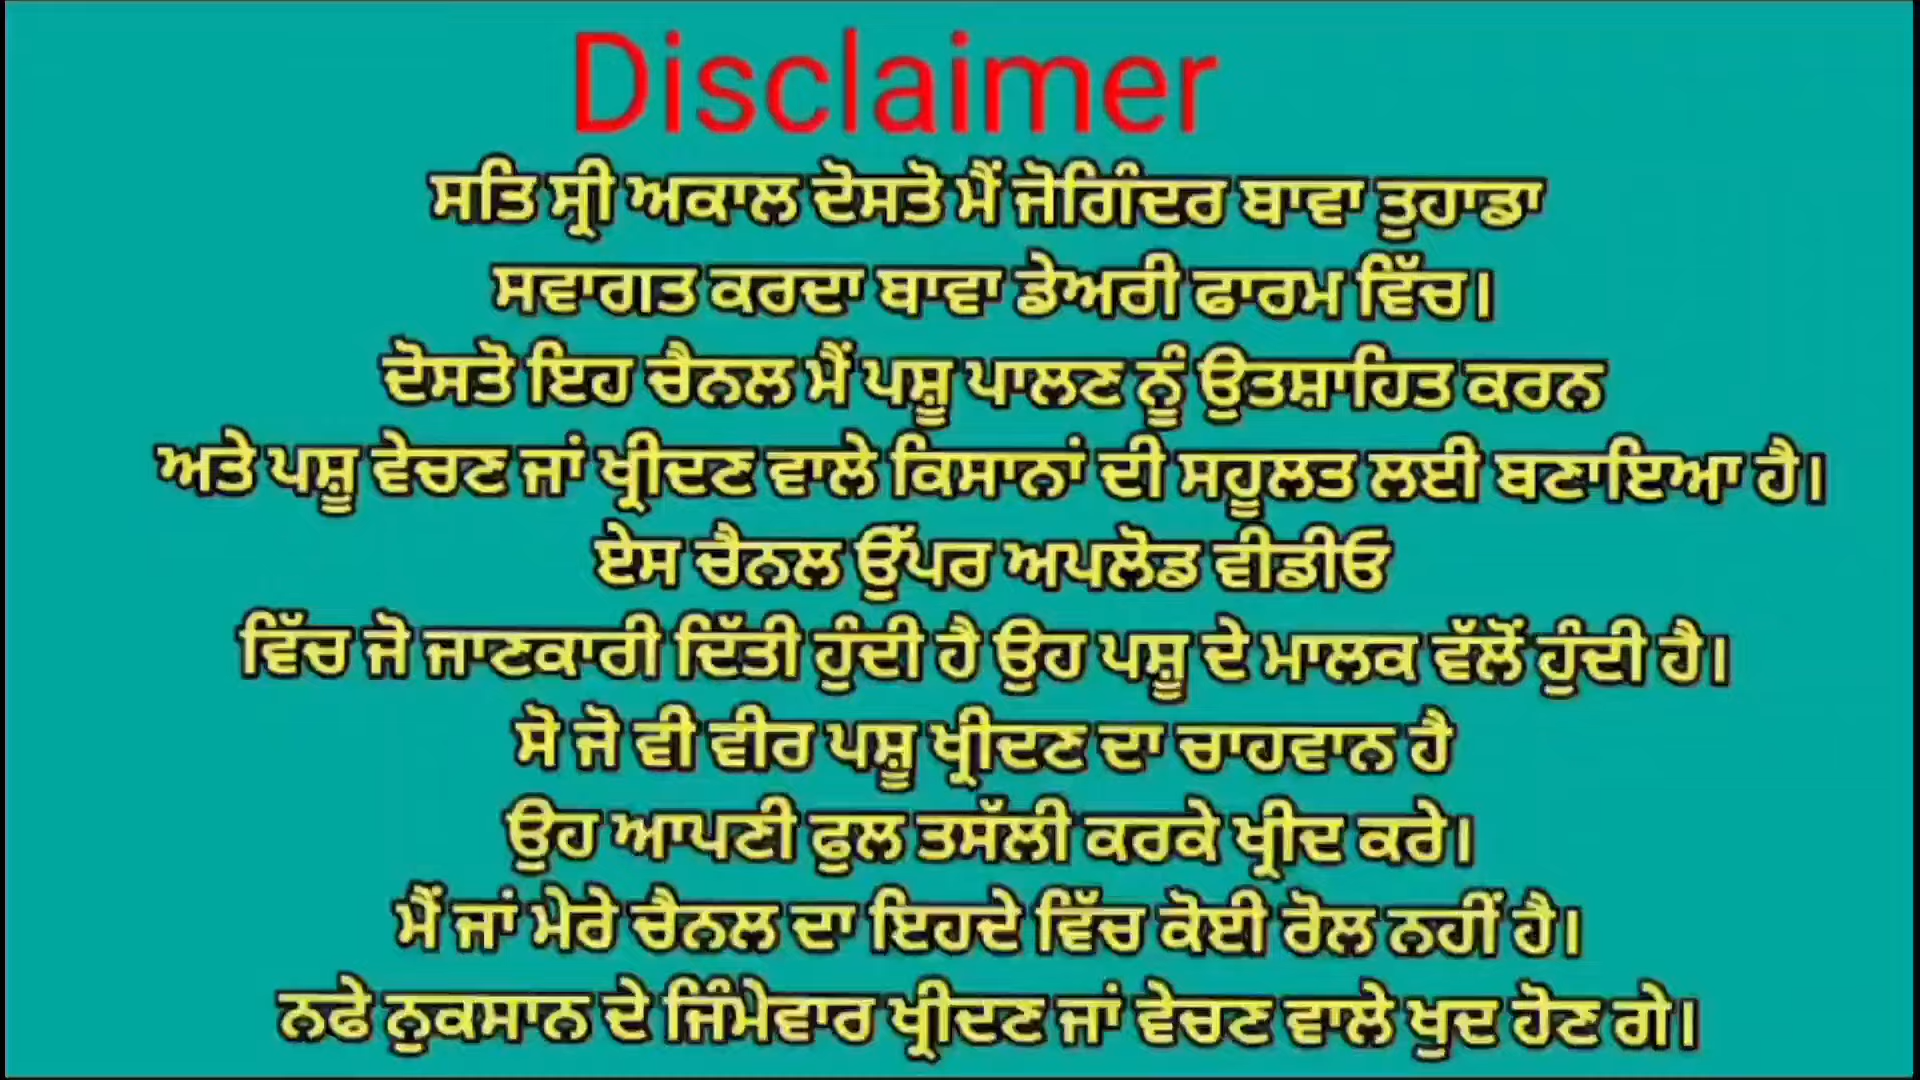 Disclaimer
ਸਤਿ ਸ੍ਰੀ ਅਕਾਲ ਦੋਸਤੋ ਮੈਂ ਜੋਗਿੰਦਰ ਬਾਵਾ ਤੁਹਾਡਾ
ਸਵਾਗਤ ਕਰਦਾ ਬਾਵਾ ਡੇਅਰੀ ਫਾਰਮ ਵਿੱਚ।
ਦੋਸਤੋ ਇਹ ਚੈਨਲ ਮੈਂ ਪਸ਼ੂ ਪਾਲਣ ਨੂੰ ਉਤਸ਼ਾਹਿਤ ਕਰਨ
ਅਤੇ ਪਸ਼ੂ ਵੇਚਣ ਜਾਂ ਖ੍ਰੀਦਣ ਵਾਲੇ ਕਿਸਾਨਾਂ ਦੀ ਸਹੂਲਤ ਲਈ ਬਣਾਇਆ ਹੈ।
ਏਸ ਚੈਨਲ ਉੱਪਰ ਅਪਲੋਡ ਵੀਡੀਓ
ਵਿੱਚ ਜੋ ਜਾਣਕਾਰੀ ਦਿੱਤੀ ਹੁੰਦੀ ਹੈ ਉਹ ਪਸ਼ੂ ਦੇ ਮਾਲਕ ਵੱਲੋਂ ਹੁੰਦੀ ਹੈ।
ਸੋ ਜੋ ਵੀ ਵੀਰ ਪਸ਼ੂ ਖ੍ਰੀਦਣ ਦਾ ਚਾਹਵਾਨ ਹੈ
ਉਹ ਆਪਣੀ ਫੁਲ ਤਸੱਲੀ ਕਰਕੇ ਖ੍ਰੀਦ ਕਰੇ।
ਮੈਂ ਜਾਂ ਮੇਰੇ ਚੈਨਲ ਦਾ ਇਹਦੇ ਵਿੱਚ ਕੋਈ ਰੋਲ ਨਹੀਂ ਹੈ।
ਨਫੇ ਨੁਕਸਾਨ ਦੇ ਜਿੰਮੇਵਾਰ ਖ੍ਰੀਦਣ ਜਾਂ ਵੇਚਣ ਵਾਲੇ ਖੁਦ ਹੋਣ ਗੇ।